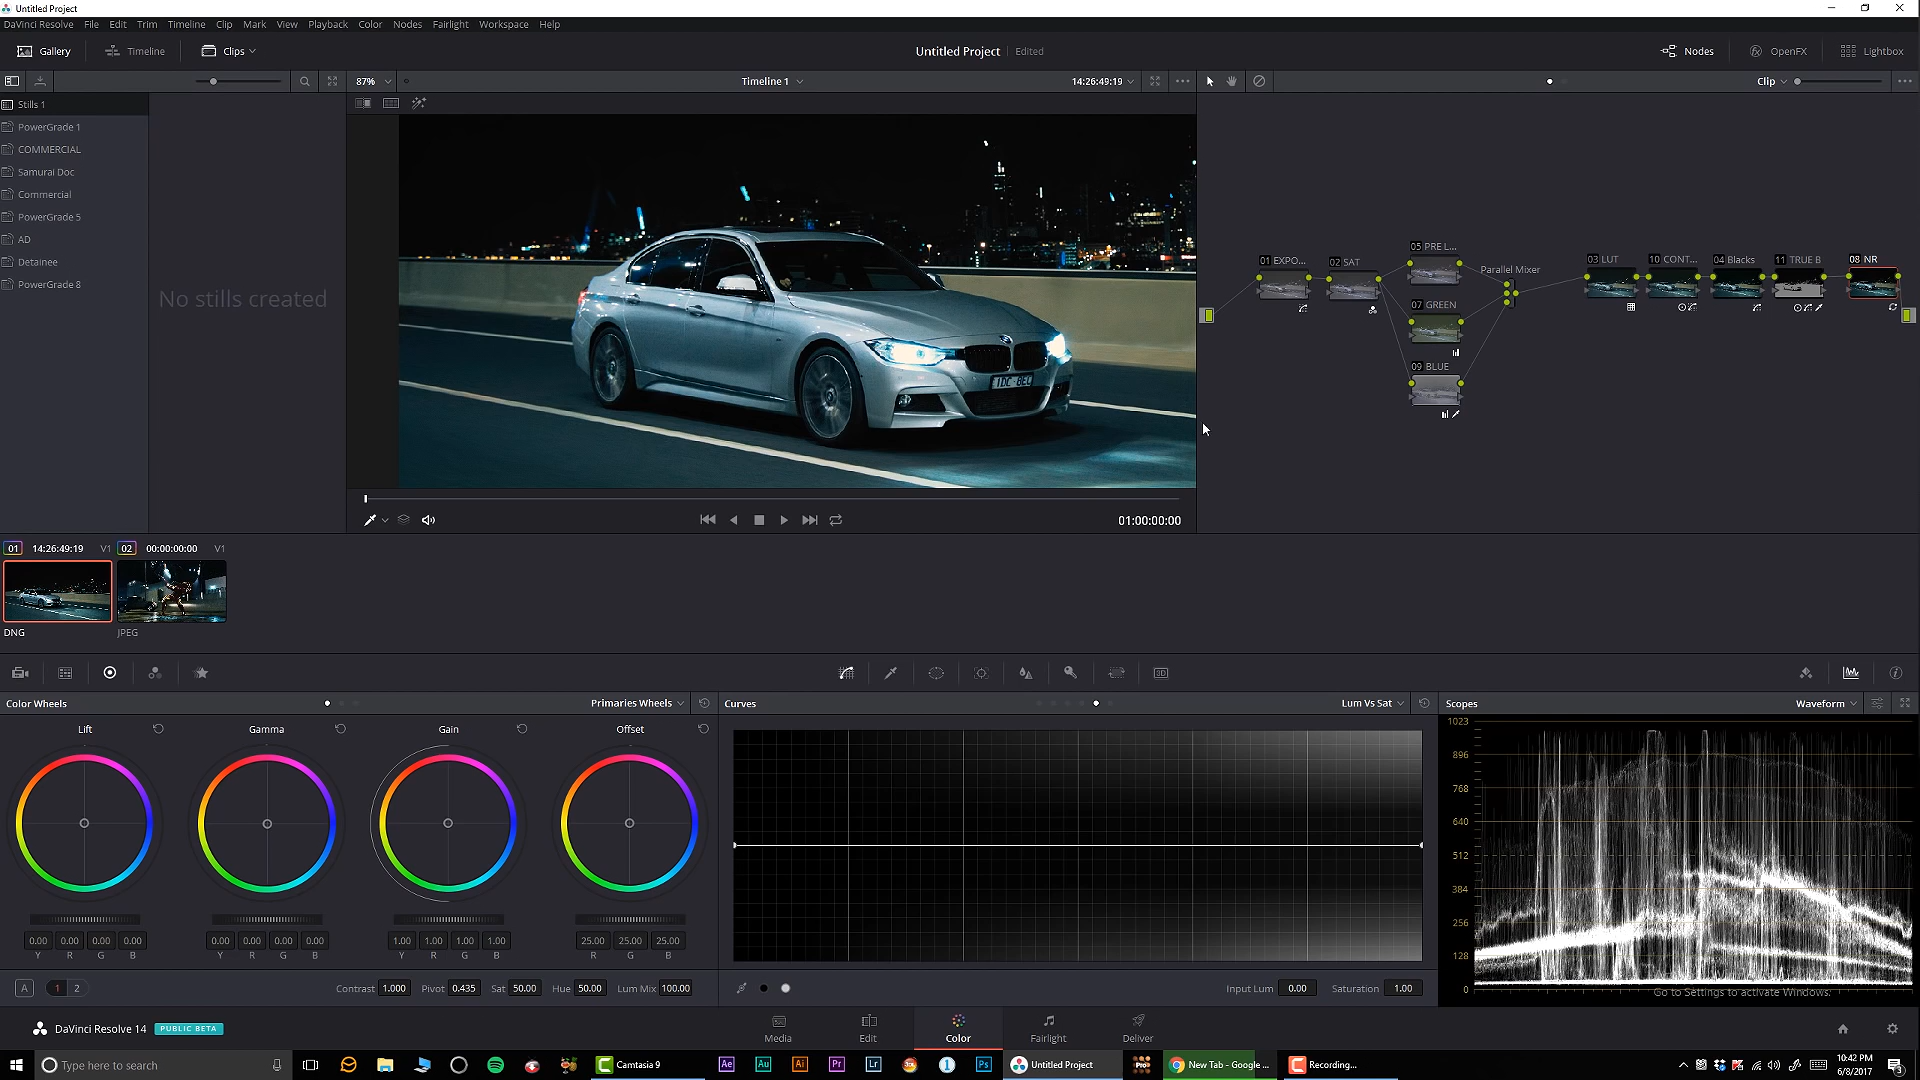 Untitled Project
DaVinci Resolve File Edit Trim Timeline Clip Mark View Playback Color Nodes Fairlight Workspace Help
Gallery Timeline Clips Untitled Project Edited Nodes OpenFX Lightbox
87% Timeline 1 14:26:49:19 Clip
Stills 1
PowerGrade 1
COMMERCIAL
Samurai Doc
Commercial
PowerGrade 5
AD
Detainee
PowerGrade 8
No stills created
01:00:00:00
01 EXPO...
02 SAT
05 PRE L...
07 GREEN
09 BLUE
Parallel Mixer
03 LUT
10 CONT...
04 Blacks
11 TRUE B
08 NR
01 14:26:49:19 V1 02 00:00:00:00 V1
DNG JPEG
Color Wheels Primaries Wheels Curves Lum Vs Sat Scopes Waveform
Lift Gamma Gain Offset
0.00 0.00 0.00 0.00 0.00 0.00 0.00 0.00 1.00 1.00 1.00 1.00 25.00 25.00 25.00
Y R G B Y R G B Y R G B R G B
A 1 2 Contrast 1.000 Pivot 0.435 Sat 50.00 Hue 50.00 Lum Mix 100.00
Input Lum 0.00 Saturation 1.00
1023
896
768
640
512
384
256
128
0
Go to Settings to activate Windows.
DaVinci Resolve 14 PUBLIC BETA
Media Edit Color Fairlight Deliver
Type here to search
Camtasia 9
Ae Au Ai Pr Lr Ps
Untitled Project
New Tab - Google ...
Recording...
10:42 PM
6/8/2017